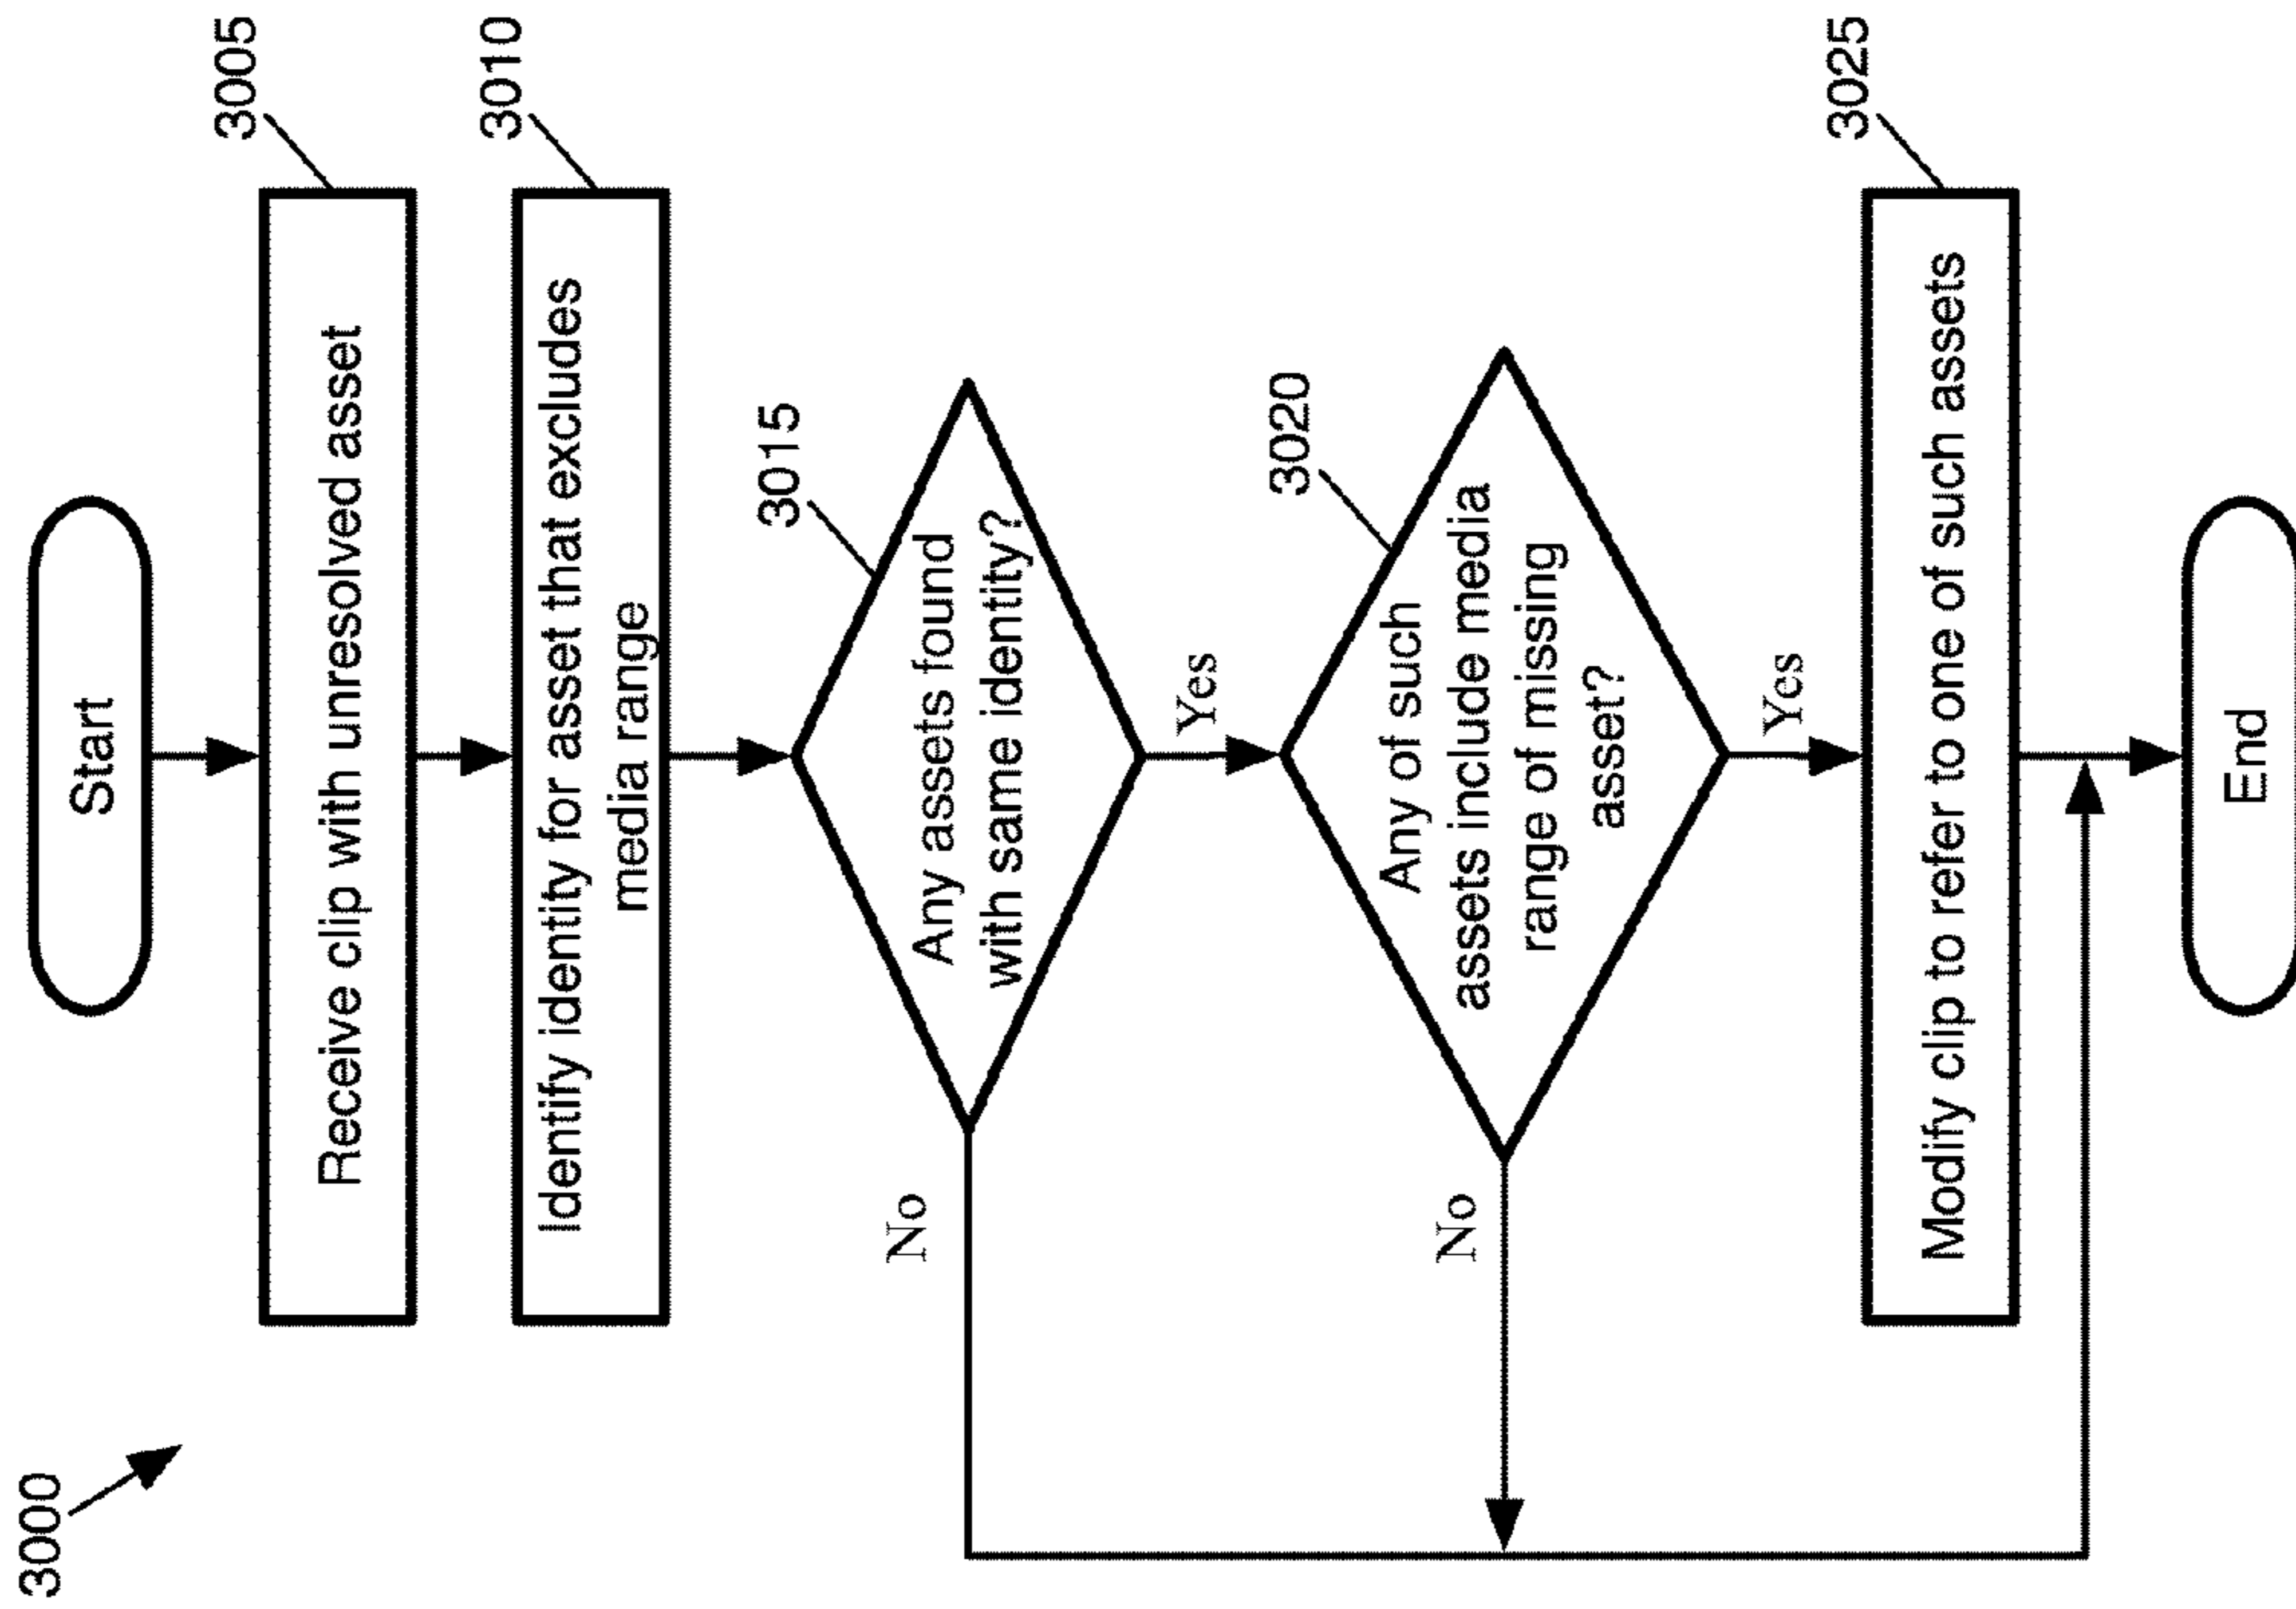 3000
Start
3005
Receive clip with unresolved asset
3010
Identify identity for asset that excludes
media range
3015
Any assets found
with same identity?
No
Yes
3020
Any of such
assets include media
range of missing
asset?
No
Yes
3025
Modify clip to refer to one of such assets
End